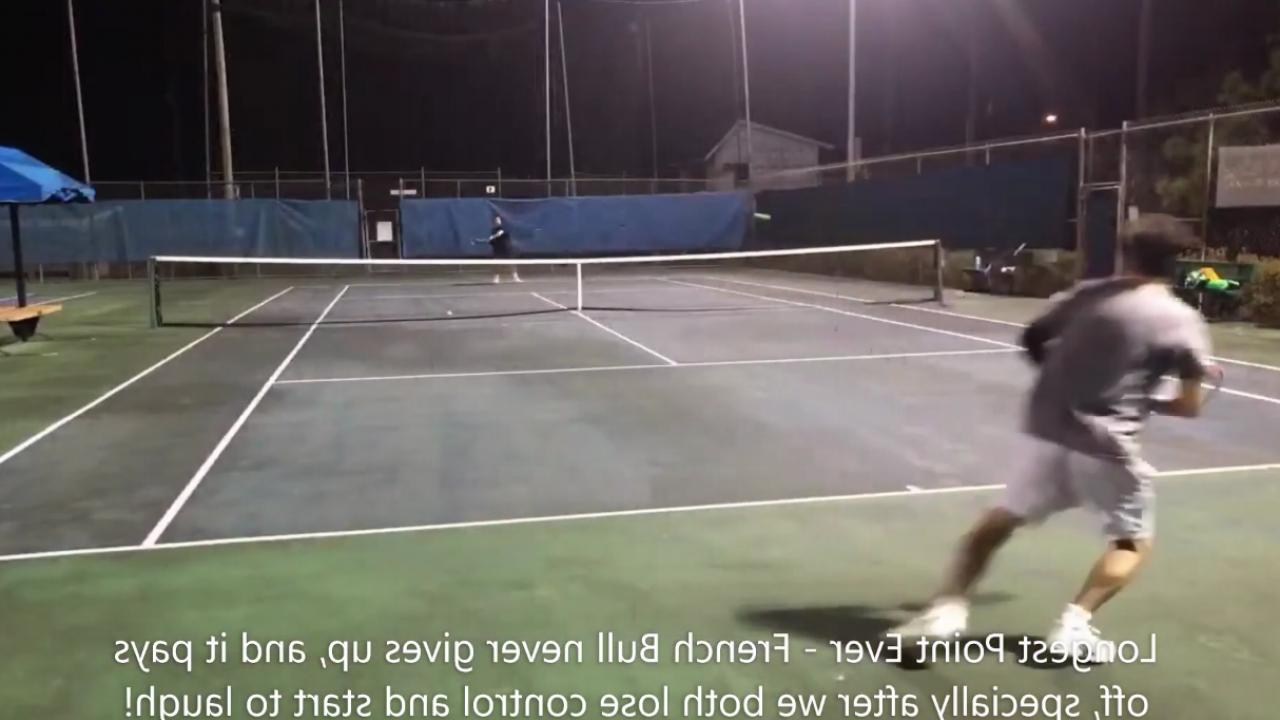 Longest Point Ever - French Bull never gives up, and it pays
off, specially after we both lose control and start to laugh!